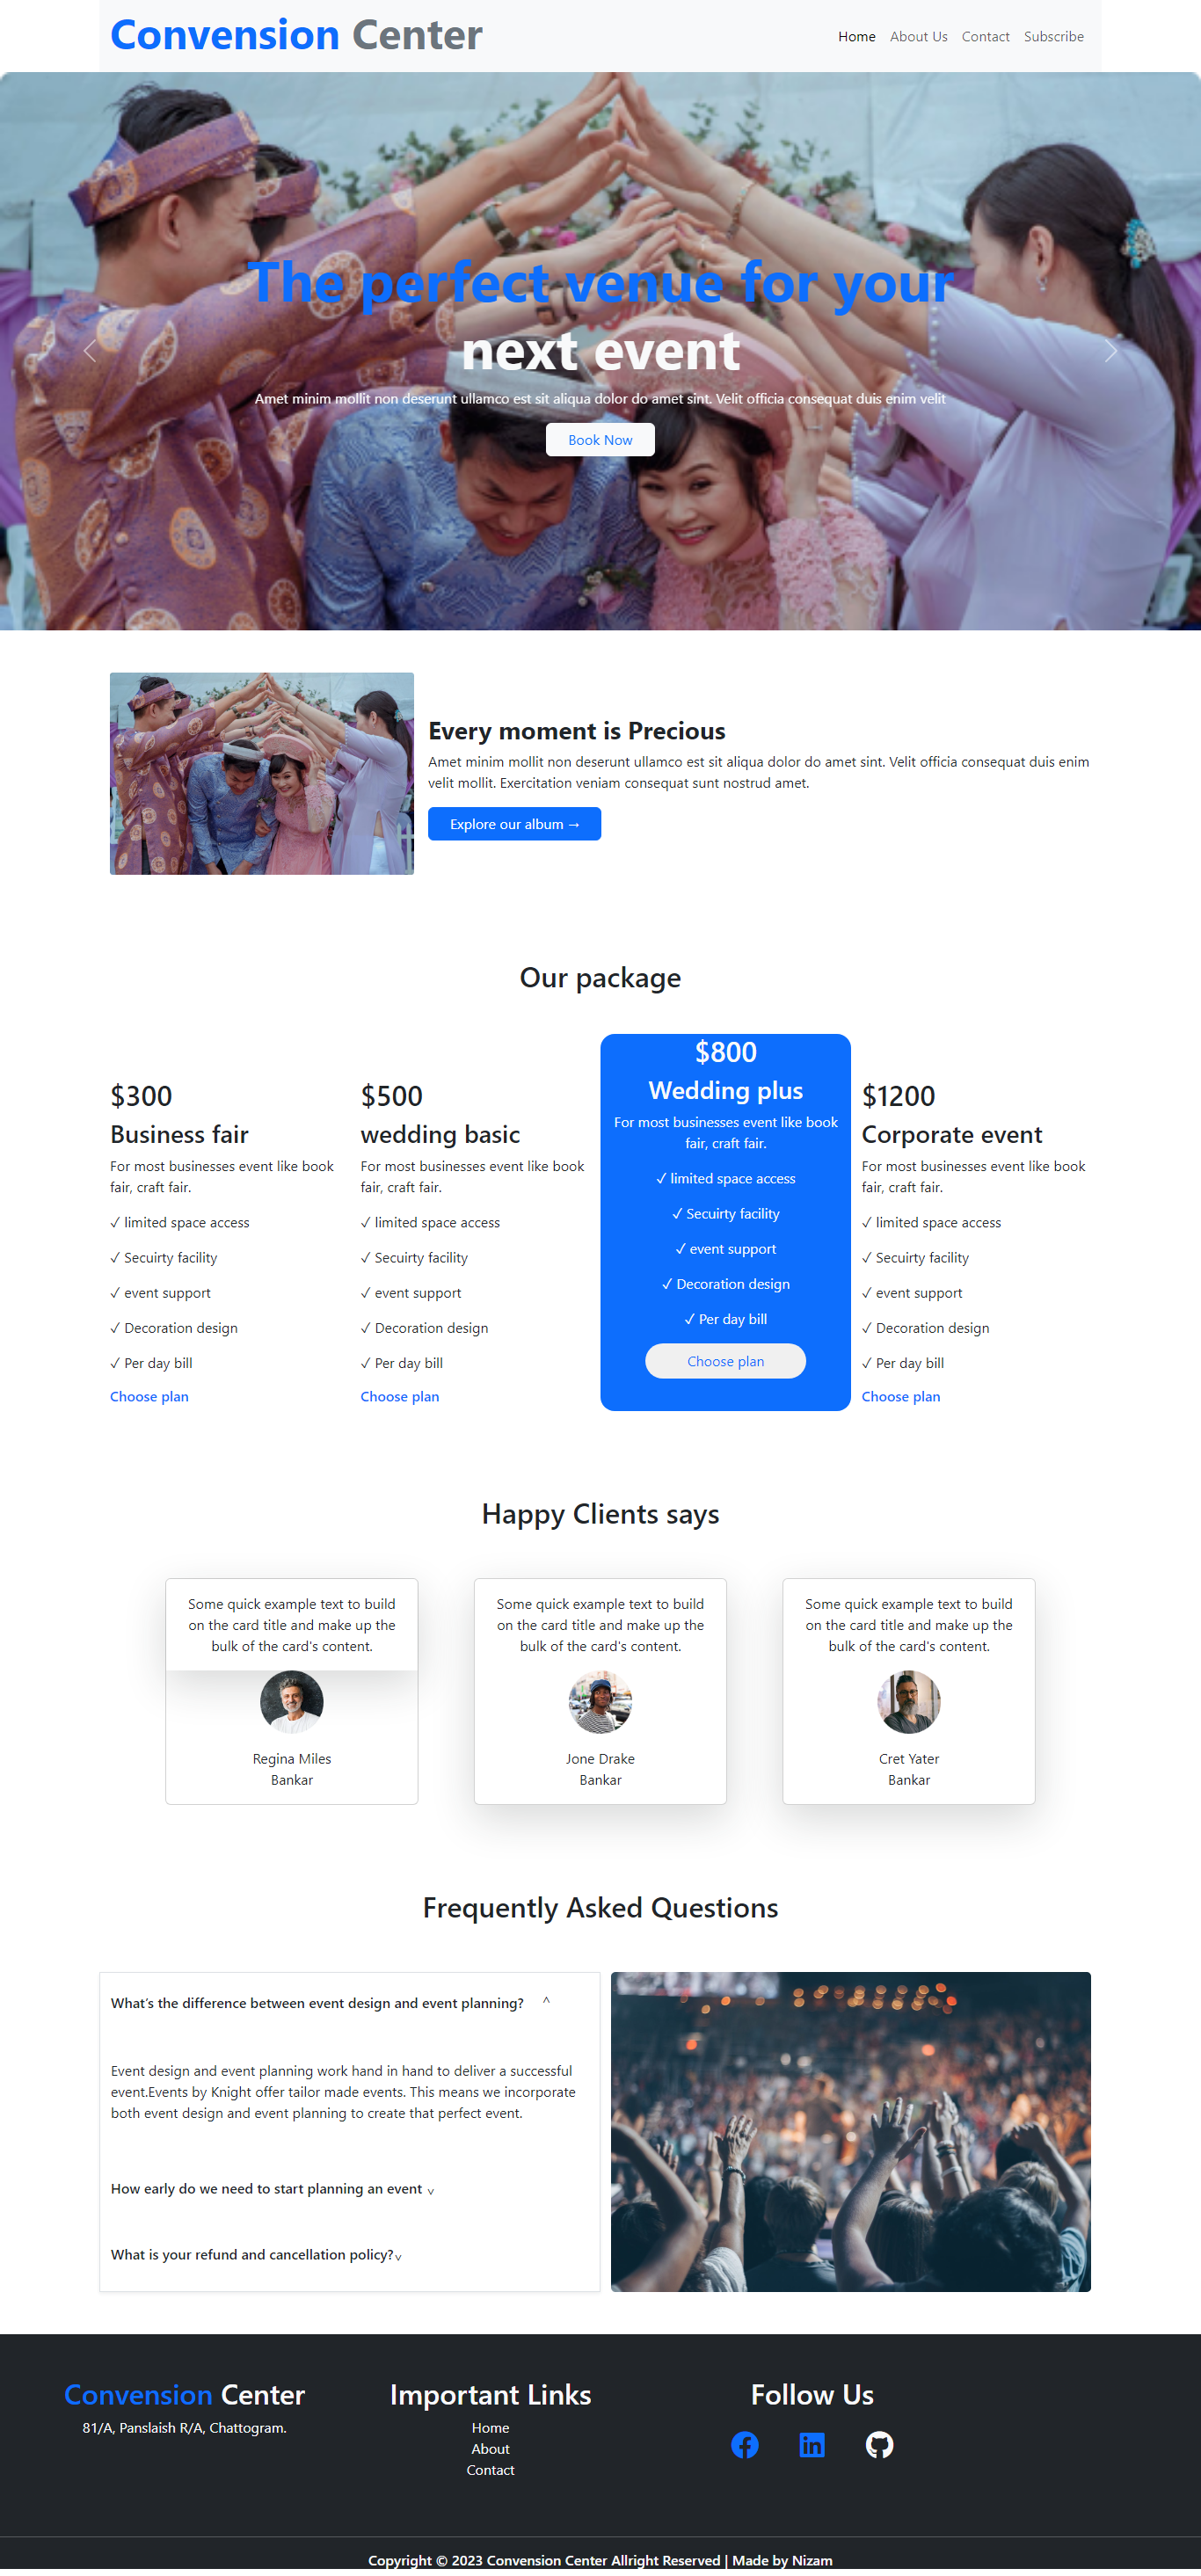 Convension Center
Home About Us Contact Subscribe
The perfect venue for your
next event
Amet minim mollit non deserunt ullamco est sit aliqua dolor do amet sint. Velit officia consequat duis enim velit
Book Now
Every moment is Precious
Amet minim mollit non deserunt ullamco est sit aliqua dolor do amet sint. Velit officia consequat duis enim
velit mollit. Exercitation veniam consequat sunt nostrud amet.
Explore our album →
Our package
$300
Business fair
For most businesses event like book
fair, craft fair.
✓ limited space access
✓ Secuirty facility
✓ event support
✓ Decoration design
✓ Per day bill
Choose plan
$500
wedding basic
For most businesses event like book
fair, craft fair.
✓ limited space access
✓ Secuirty facility
✓ event support
✓ Decoration design
✓ Per day bill
Choose plan
$800
Wedding plus
For most businesses event like book
fair, craft fair.
✓ limited space access
✓ Secuirty facility
✓ event support
✓ Decoration design
✓ Per day bill
Choose plan
$1200
Corporate event
For most businesses event like book
fair, craft fair.
✓ limited space access
✓ Secuirty facility
✓ event support
✓ Decoration design
✓ Per day bill
Choose plan
Happy Clients says
Some quick example text to build
on the card title and make up the
bulk of the card's content.
Regina Miles
Bankar
Some quick example text to build
on the card title and make up the
bulk of the card's content.
Jone Drake
Bankar
Some quick example text to build
on the card title and make up the
bulk of the card's content.
Cret Yater
Bankar
Frequently Asked Questions
What's the difference between event design and event planning? ^
Event design and event planning work hand in hand to deliver a successful
event.Events by Knight offer tailor made events. This means we incorporate
both event design and event planning to create that perfect event.
How early do we need to start planning an event v
What is your refund and cancellation policy?v
Convension Center
81/A, Panslaish R/A, Chattogram.
Important Links
Home
About
Contact
Follow Us
Copyright © 2023 Convension Center Allright Reserved | Made by Nizam